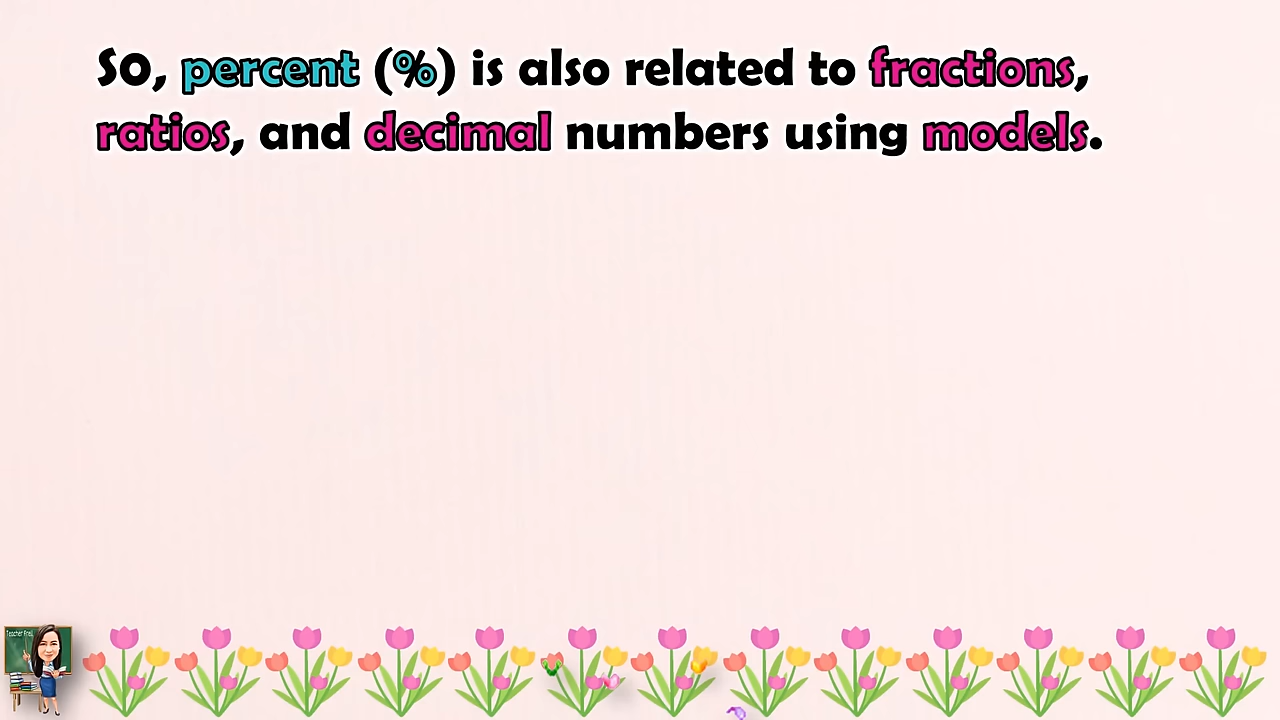 So, percent (%) is also related to fractions,
ratios, and decimal numbers using models.